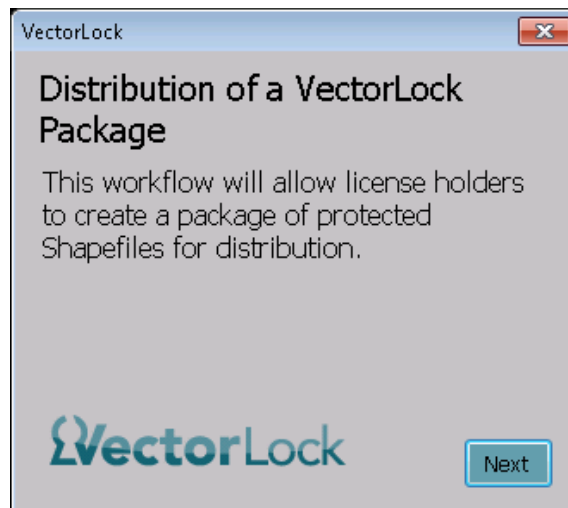 VectorLock
Distribution of a VectorLock
Package
This workflow will allow license holders
to create a package of protected
Shapefiles for distribution.
VectorLock
Next